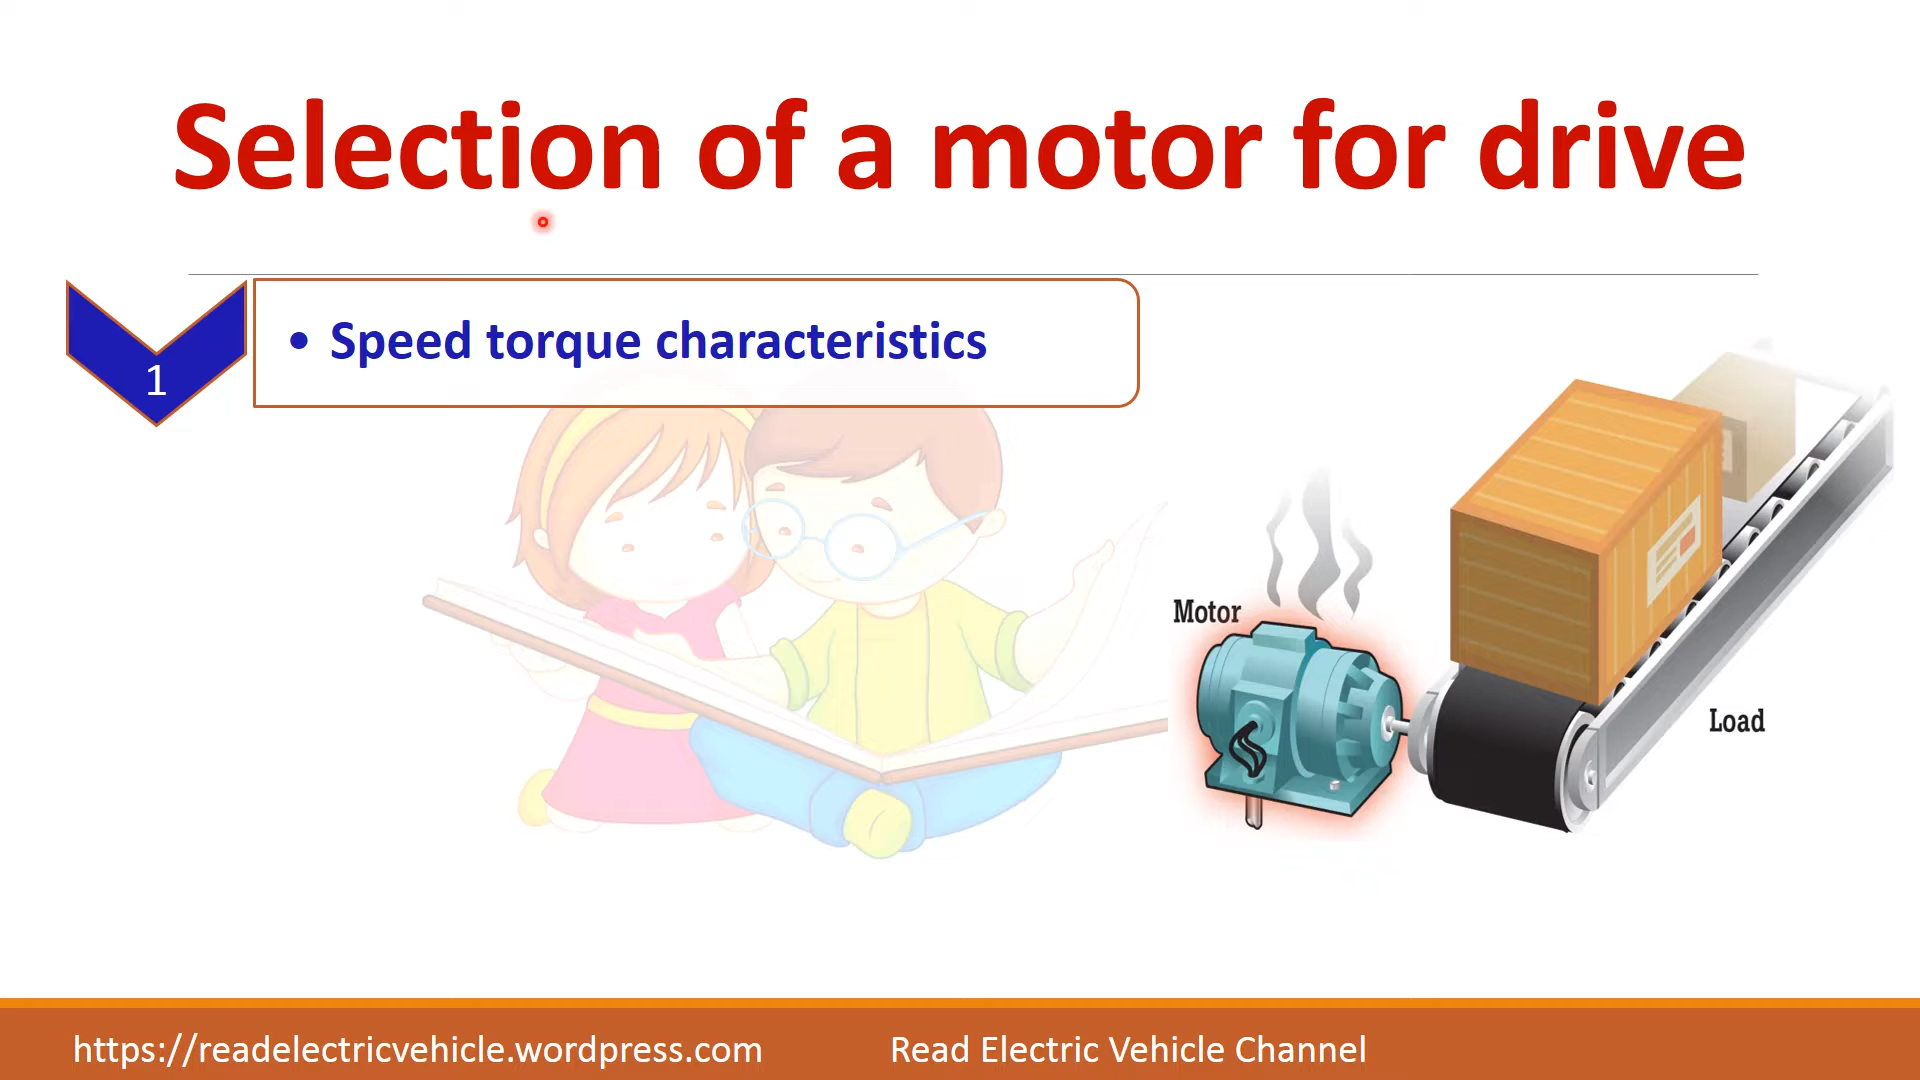 Selection of a motor for drive
1
• Speed torque characteristics
Motor
Load
https://readelectricvehicle.wordpress.com
Read Electric Vehicle Channel